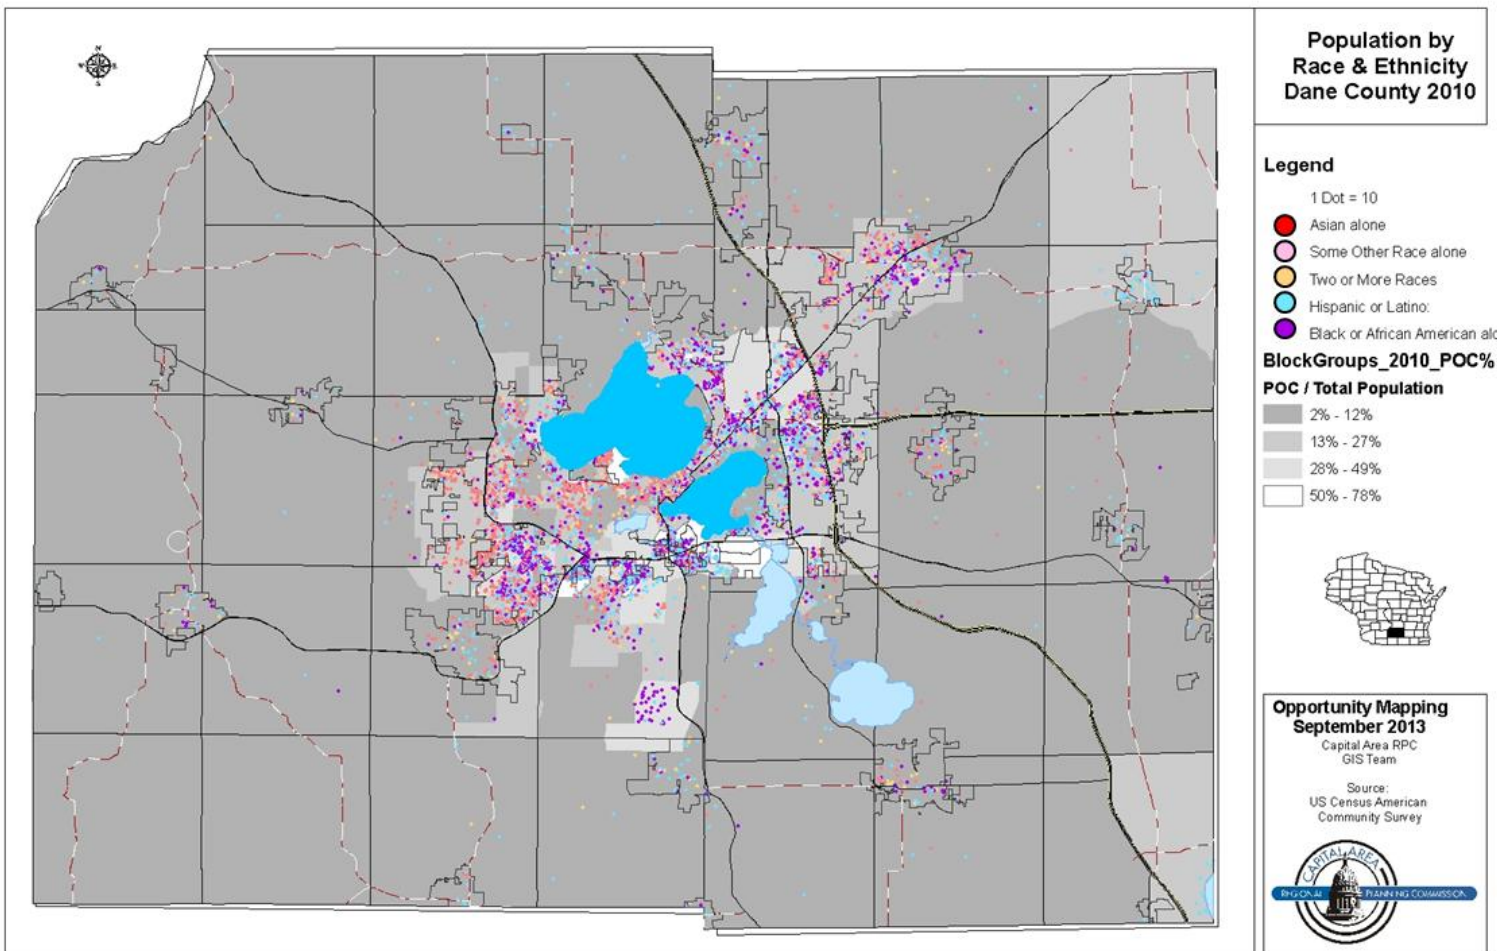 N
W
E
S
Population by
Race & Ethnicity
Dane County 2010
Legend
1 Dot = 10
Asian alone
Some Other Race alone
Two or More Races
Hispanic or Latino:
Black or African American alo
BlockGroups_2010_POC%
POC / Total Population
2% - 12%
13% - 27%
28% - 49%
50% - 78%
Opportunity Mapping
September 2013
Capital Area RPC
GIS Team
Source:
US Census American
Community Survey
CAPITAL AREA
REGIONAL PLANNING COMMISSION